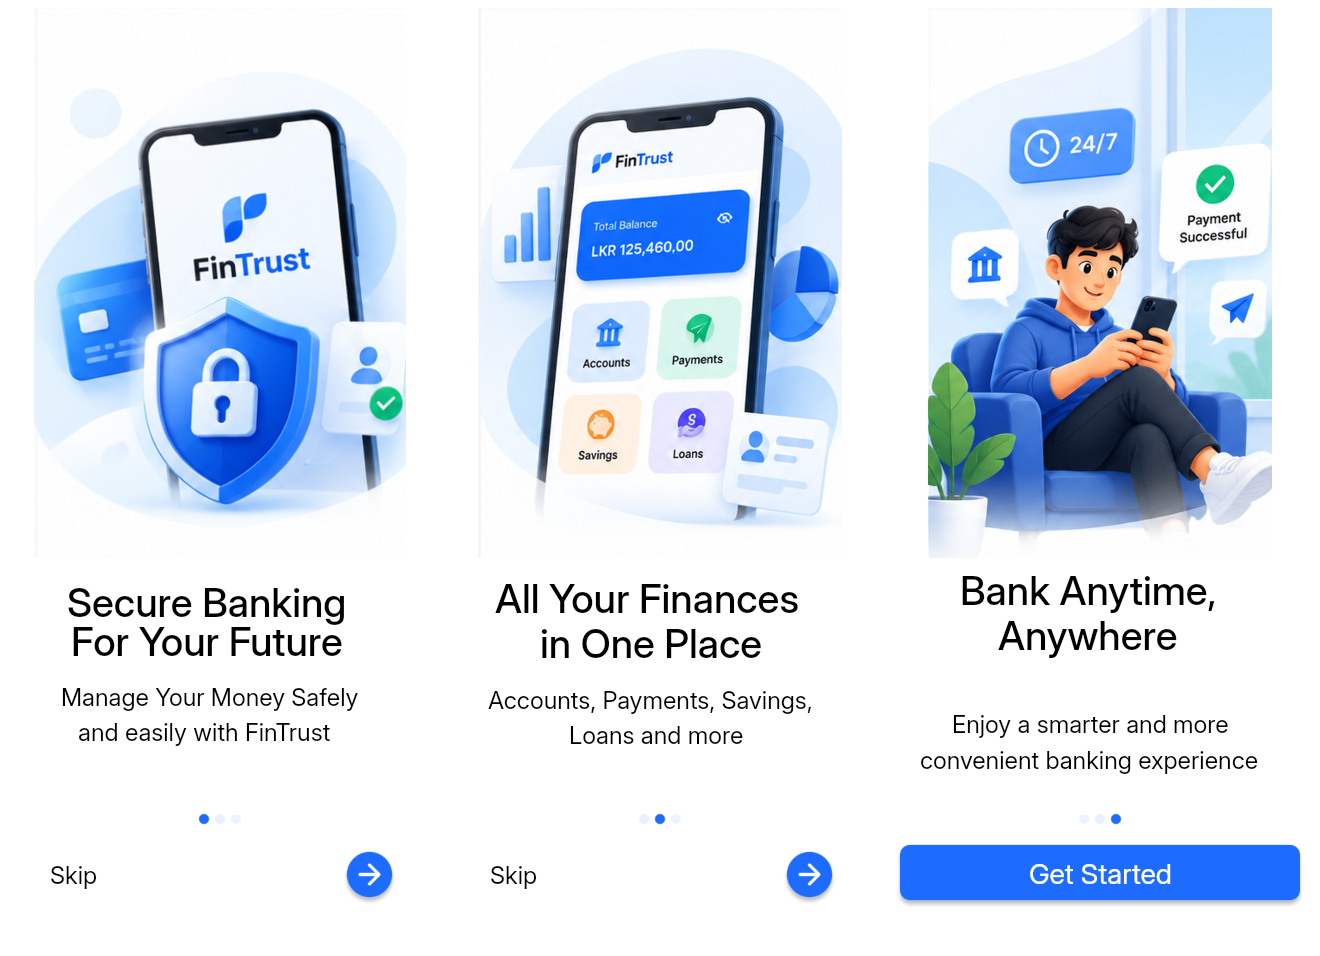 FinTrust
Secure Banking
For Your Future
Manage Your Money Safely
and easily with FinTrust
Skip
FinTrust
Total Balance
LKR 125,460,00
Accounts
Payments
Savings
S
Loans
All Your Finances
in One Place
Accounts, Payments, Savings,
Loans and more
Skip
24/7
Payment
Successful
Bank Anytime,
Anywhere
Enjoy a smarter and more
convenient banking experience
Get Started